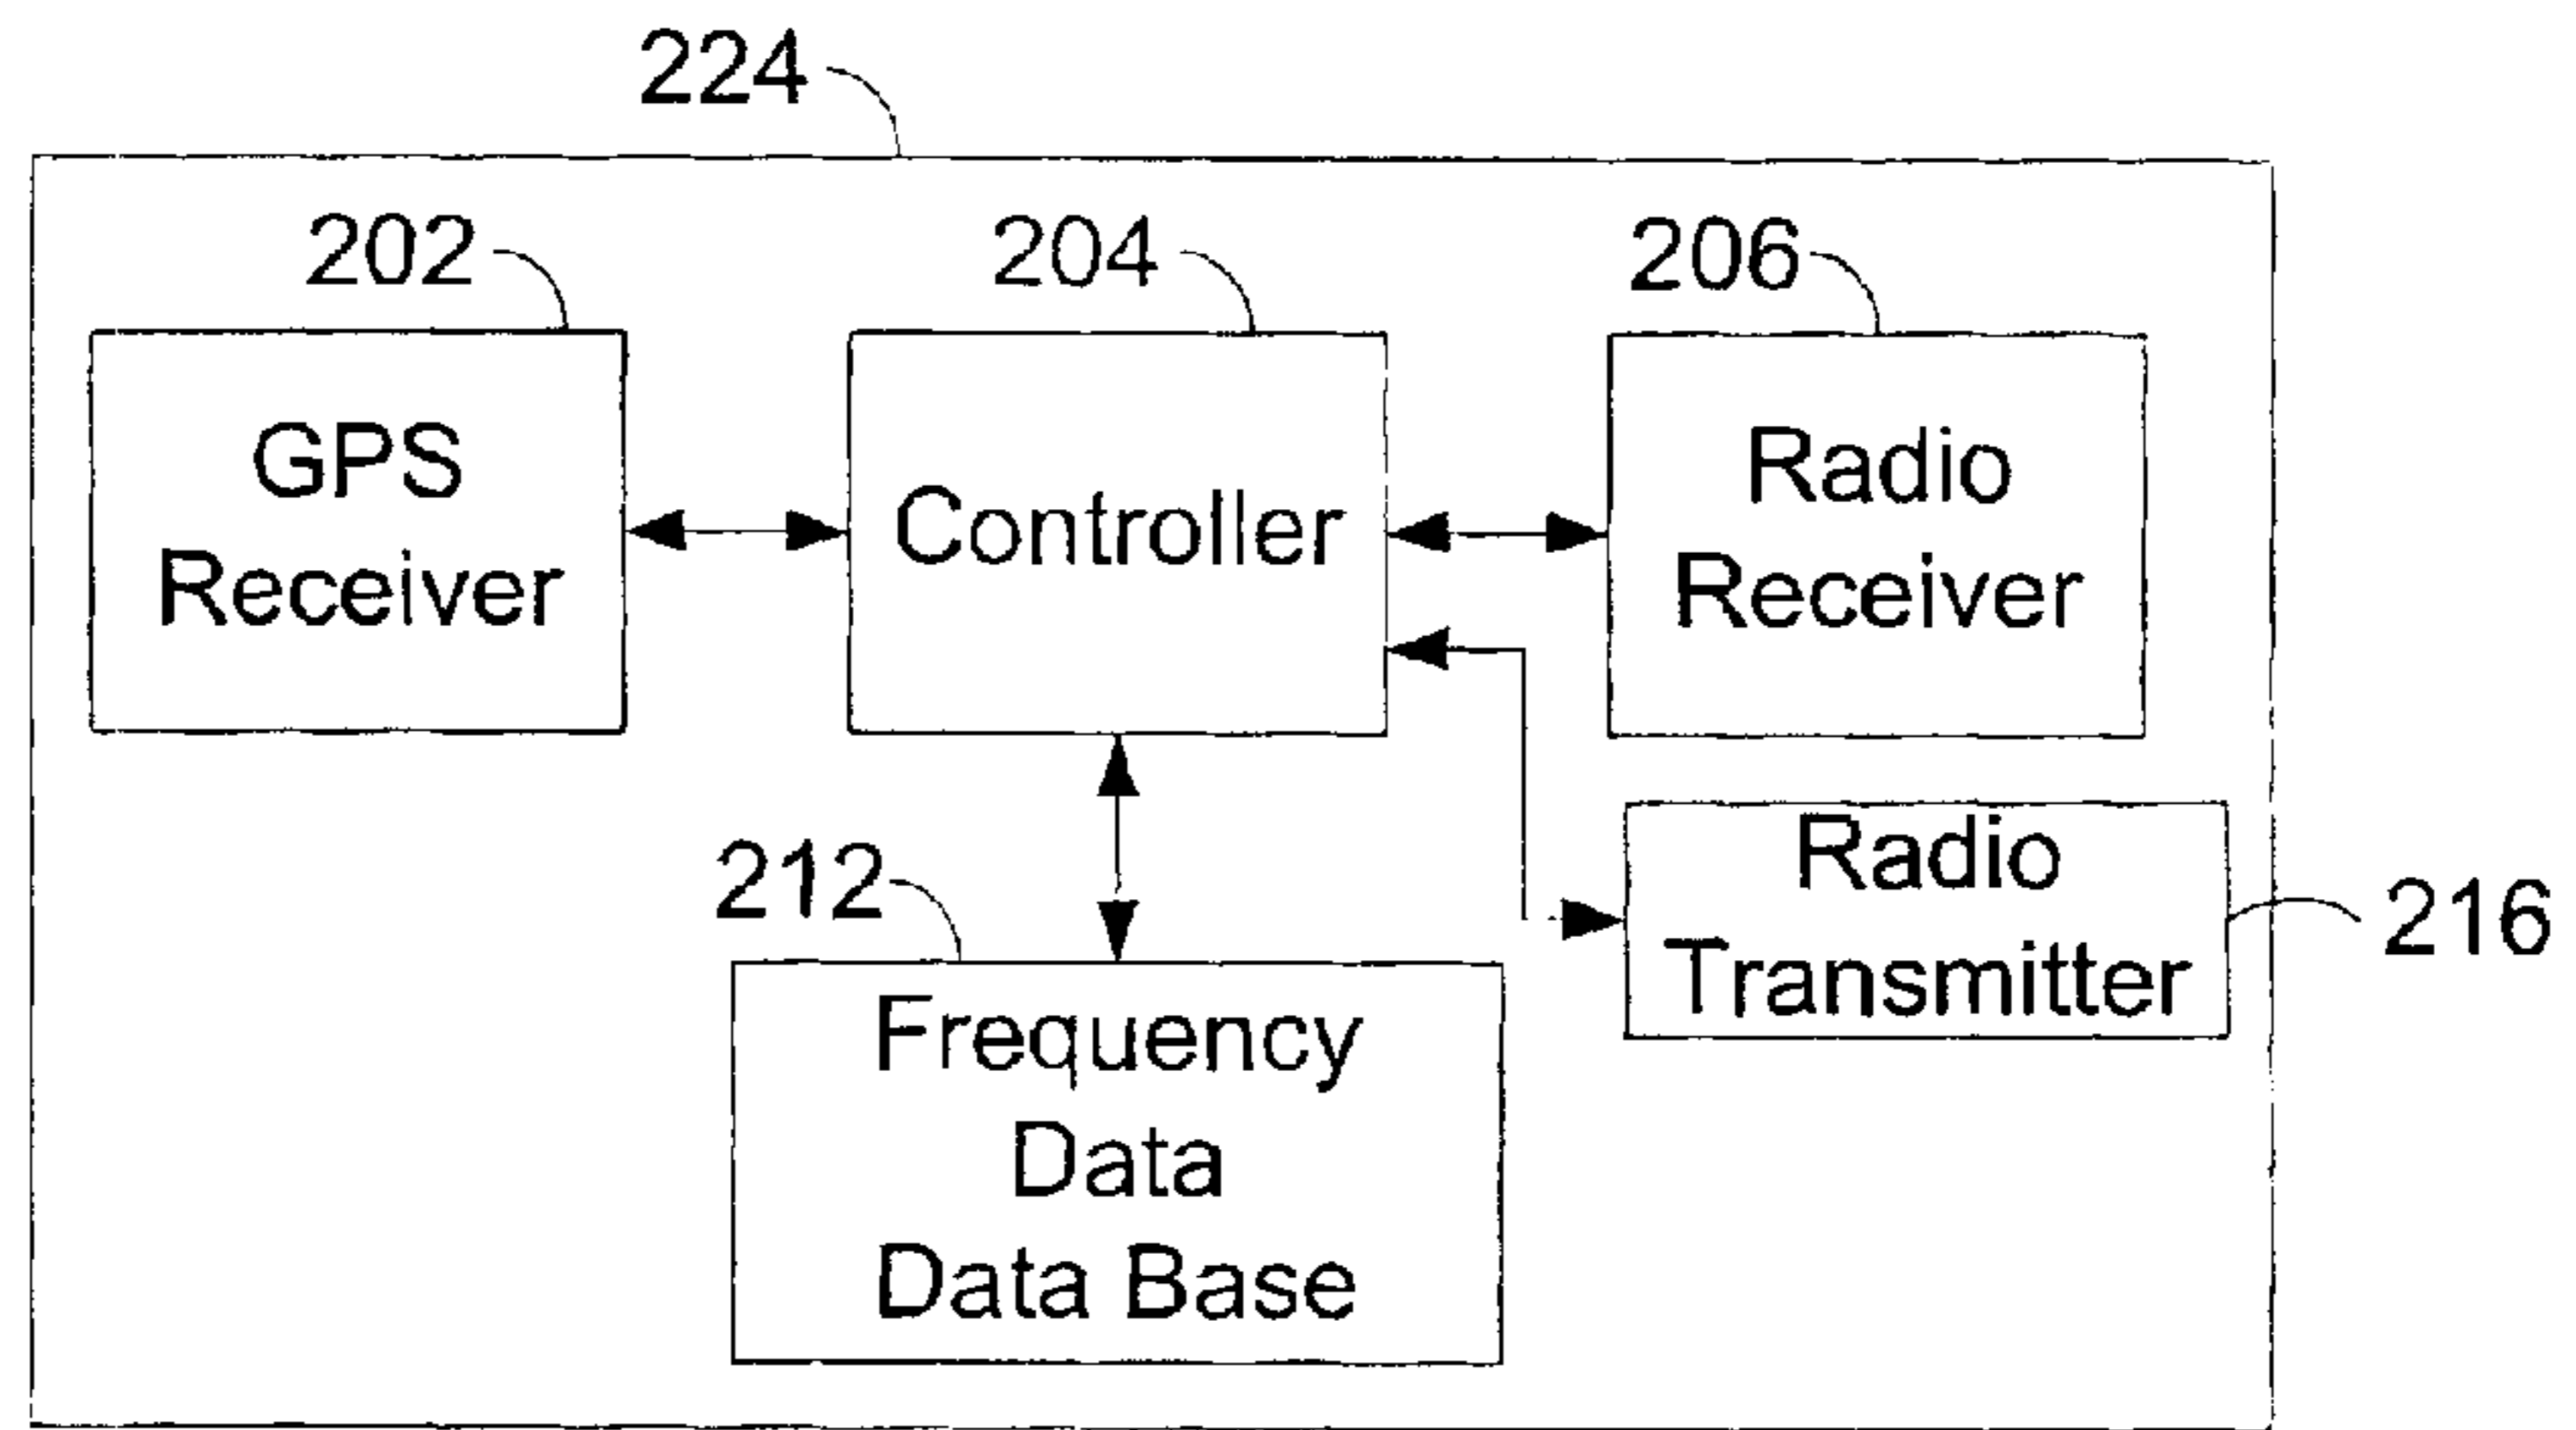 224
202
204
206
GPS
Receiver
Controller
Radio
Receiver
212
Radio
Transmitter
216
Frequency
Data
Data Base